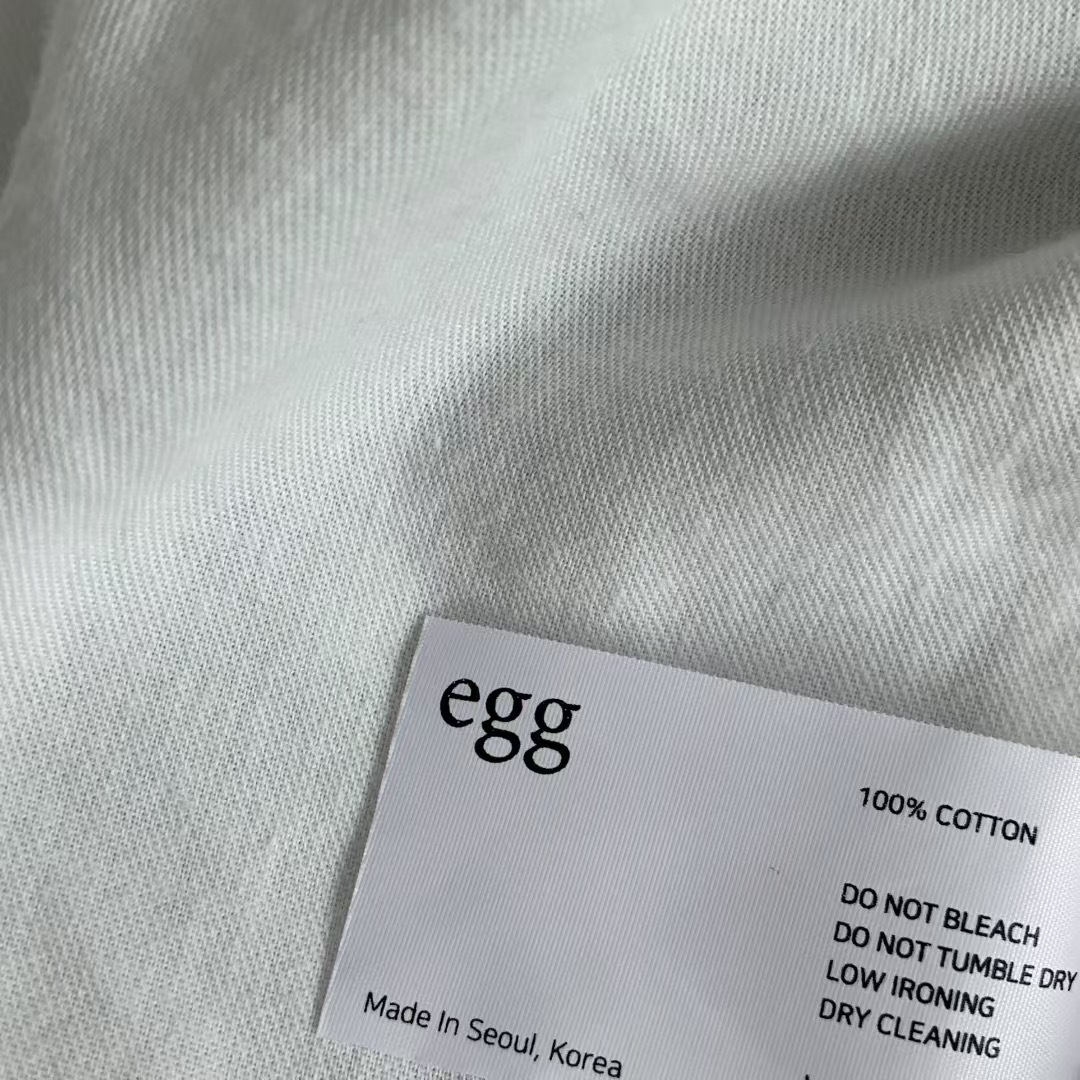 egg
100% COTTON
DO NOT BLEACH
DO NOT TUMBLE DRY
LOW IRONING
DRY CLEANING
Made In Seoul, Korea